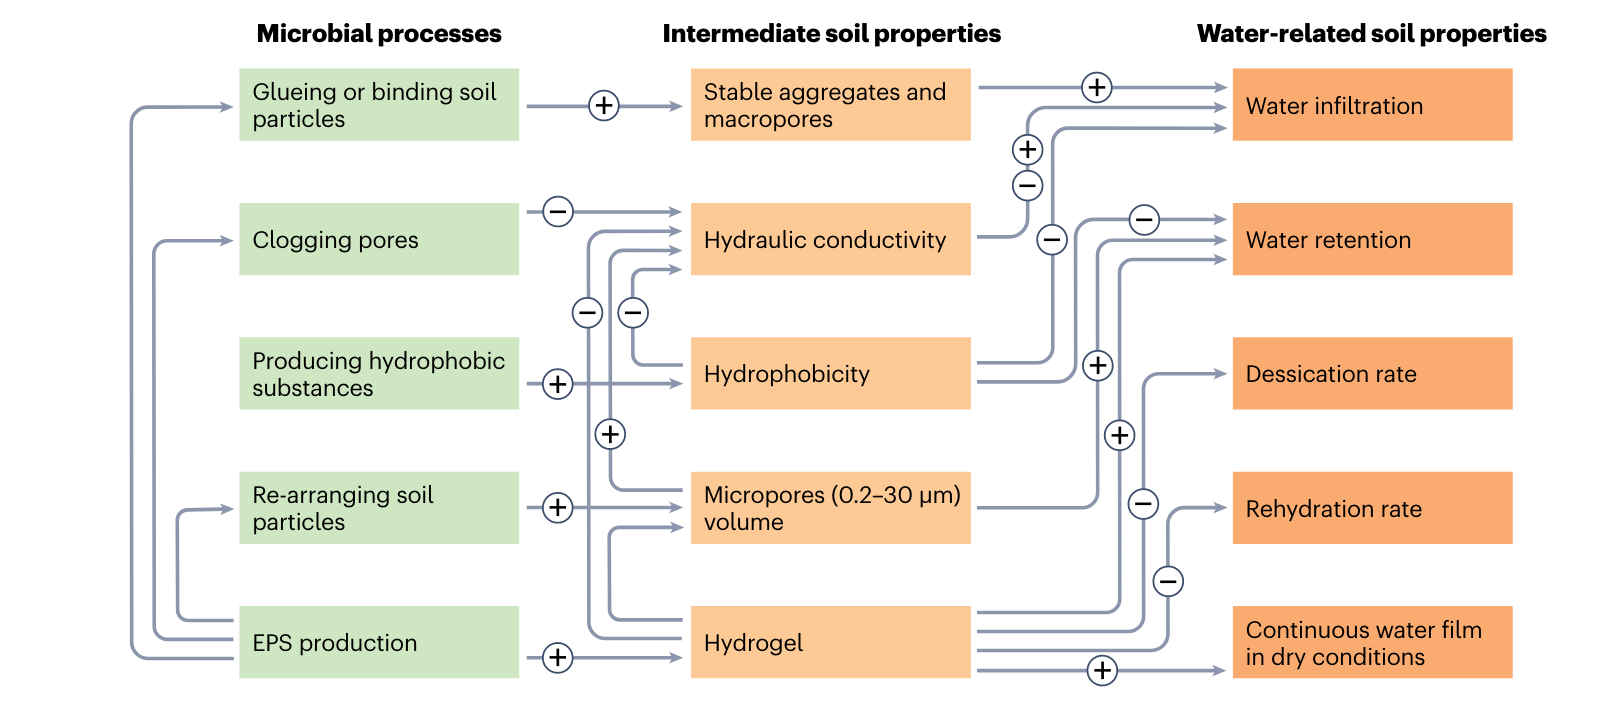 Microbial processes
Intermediate soil properties
Water-related soil properties
Glueing or binding soil
particles
+
Stable aggregates and
macropores
+
Water infiltration
+
−
Clogging pores
−
Hydraulic conductivity
−
−
Water retention
−
−
Producing hydrophobic
substances
+
Hydrophobicity
+
Dessication rate
+
+
Re-arranging soil
particles
+
Micropores (0.2–30 µm)
volume
−
Rehydration rate
−
EPS production
+
Hydrogel
+
Continuous water film
in dry conditions